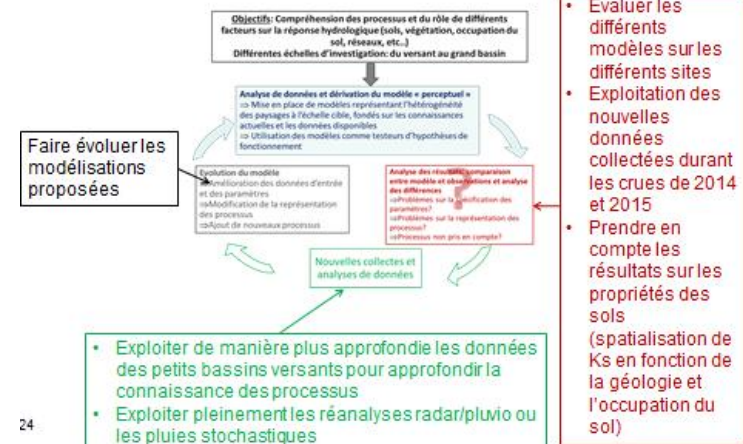 Objectifs: Compréhension des processus et du rôle de différents
facteurs sur la réponse hydrologique (sols, végétation, occupation du
sol, réseaux, etc..)
Différentes échelles d'investigation: du versant au grand bassin
Analyse de données et dérivation du modèle « perceptuel »
⇒ Mise en place de modèles représentant l'hétérogénéité
des paysages à l'échelle cible, fondés sur les connaissances
actuelles et les données disponibles
⇒ Utilisation des modèles comme testeurs d'hypothèses de
fonctionnement
Faire évoluer les
modélisations
proposées
Evolution du modèle
⇒Amélioration des données d'entrée
et des paramètres
⇒Modification de la représentation
des processus
⇒Ajout de nouveaux processus
Analyse des résultats, comparaison
entre modèle et observations et analyse
des différences
⇒Problèmes sur la spécification des
paramètres?
⇒Problèmes sur la représentation des
processus?
⇒Processus non pris en compte?
?
Nouvelles collectes et
analyses de données
• Exploiter de manière plus approfondie les données
des petits bassins versants pour approfondir la
connaissance des processus
• Exploiter pleinement les réanalyses radar/pluvio ou
les pluies stochastiques
• Evaluer les
différents
modèles sur les
différents sites
• Exploitation des
nouvelles
données
collectées durant
les crues de 2014
et 2015
• Prendre en
compte les
résultats sur les
propriétés des
sols
(spatialisation de
Ks en fonction de
la géologie et
l'occupation du
sol)
24